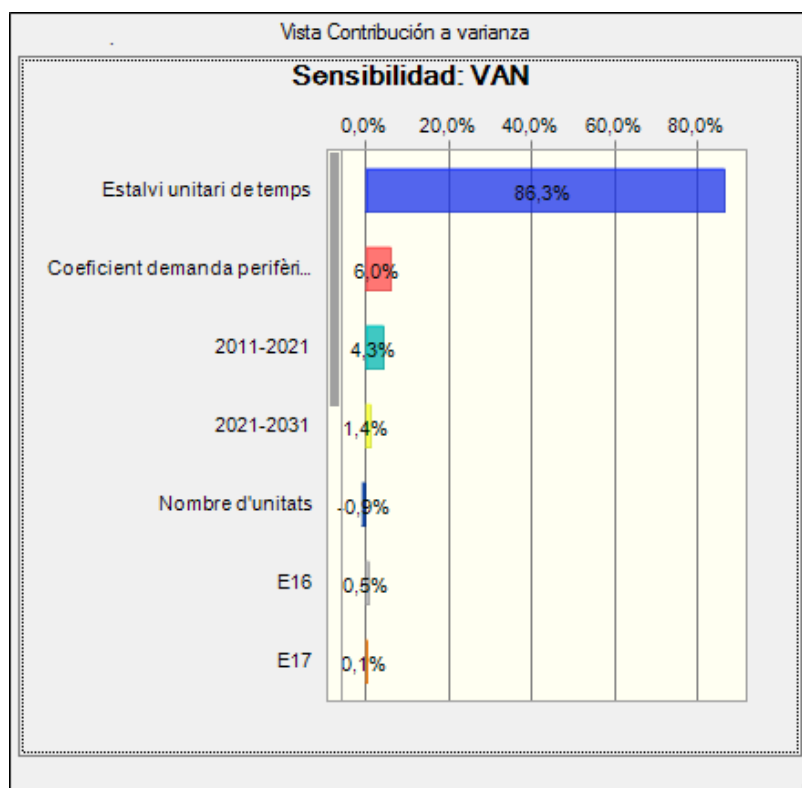 Vista Contribución a varianza
Sensibilidad: VAN
0,0% 20,0% 40,0% 60,0% 80,0%
Estalvi unitari de temps 86,3%
Coeficient demanda perifèri... 6,0%
2011-2021 4,3%
2021-2031 1,4%
Nombre d'unitats -0,9%
E16 0,5%
E17 0,1%